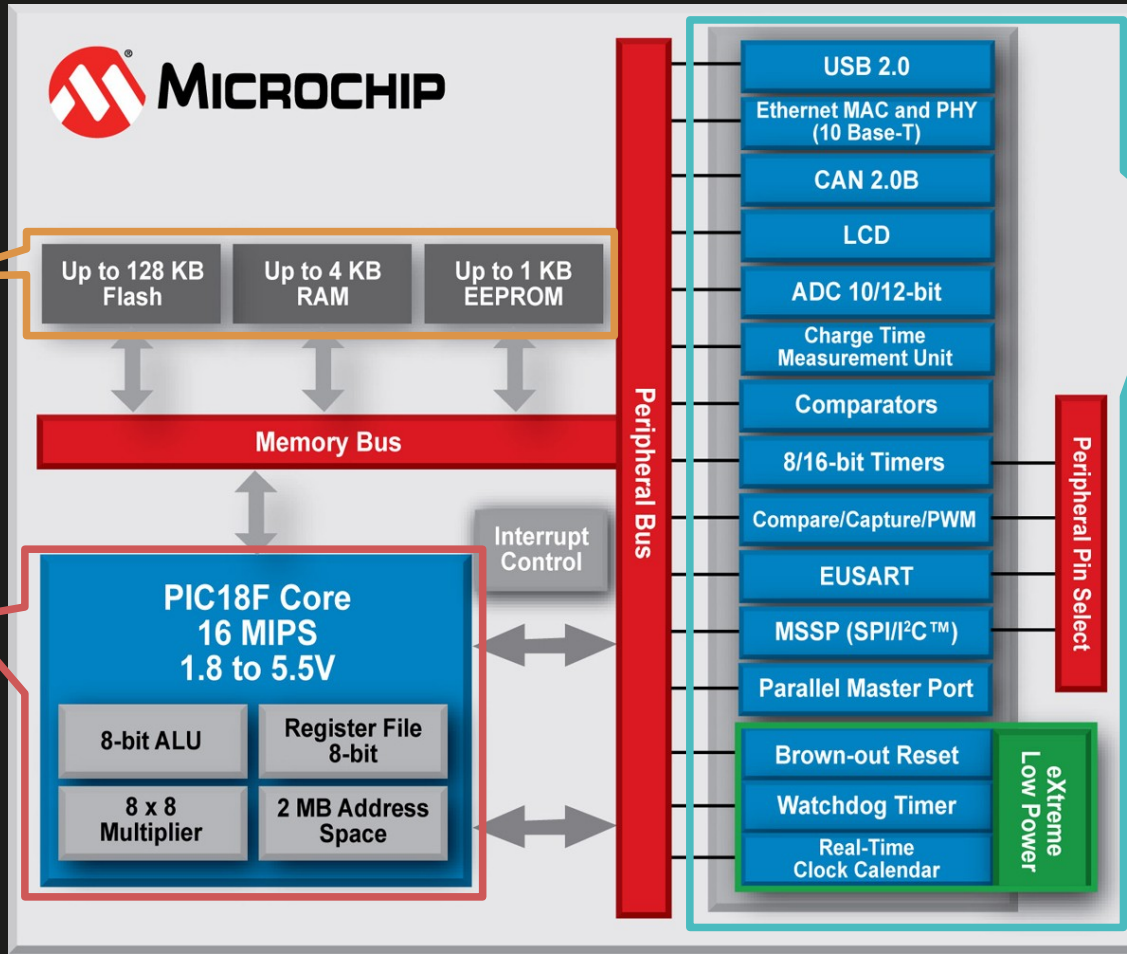 MICROCHIP
®
Up to 128 KB
Flash
Up to 4 KB
RAM
Up to 1 KB
EEPROM
Memory Bus
Interrupt
Control
PIC18F Core
16 MIPS
1.8 to 5.5V
8-bit ALU
Register File
8-bit
8 x 8
Multiplier
2 MB Address
Space
Peripheral Bus
USB 2.0
Ethernet MAC and PHY
(10 Base-T)
CAN 2.0B
LCD
ADC 10/12-bit
Charge Time
Measurement Unit
Comparators
8/16-bit Timers
Compare/Capture/PWM
EUSART
MSSP (SPI/I²C™)
Parallel Master Port
Brown-out Reset
Watchdog Timer
Real-Time
Clock Calendar
eXtreme
Low Power
Peripheral Pin Select